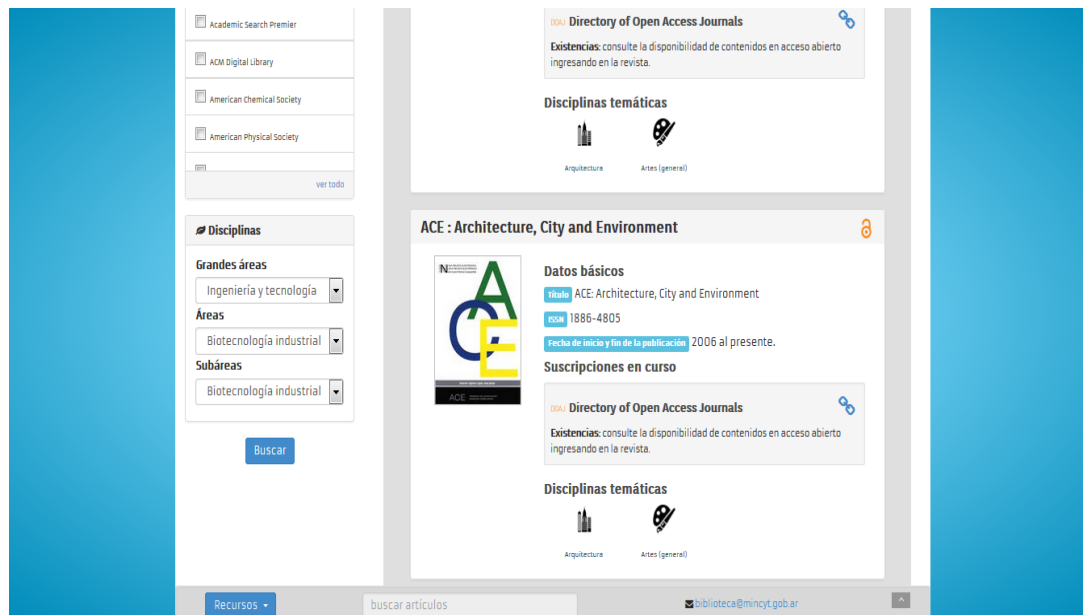 Academic Search Premier
ACM Digital Library
American Chemical Society
American Physical Society
ver todo
Disciplinas
Grandes áreas
Ingeniería y tecnología
Áreas
Biotecnología industrial
Subáreas
Biotecnología industrial
Buscar
DOAJ Directory of Open Access Journals
Existencias: consulte la disponibilidad de contenidos en acceso abierto
ingresando en la revista.
Disciplinas temáticas
Arquitectura
Artes (general)
ACE : Architecture, City and Environment
N
ACE
ACE
Datos básicos
Título ACE: Architecture, City and Environment
ISSN 1886-4805
Fecha de inicio y fin de la publicación 2006 al presente.
Suscripciones en curso
DOAJ Directory of Open Access Journals
Existencias: consulte la disponibilidad de contenidos en acceso abierto
ingresando en la revista.
Disciplinas temáticas
Arquitectura
Artes (general)
Recursos
buscar artículos
biblioteca@mincyt.gob.ar